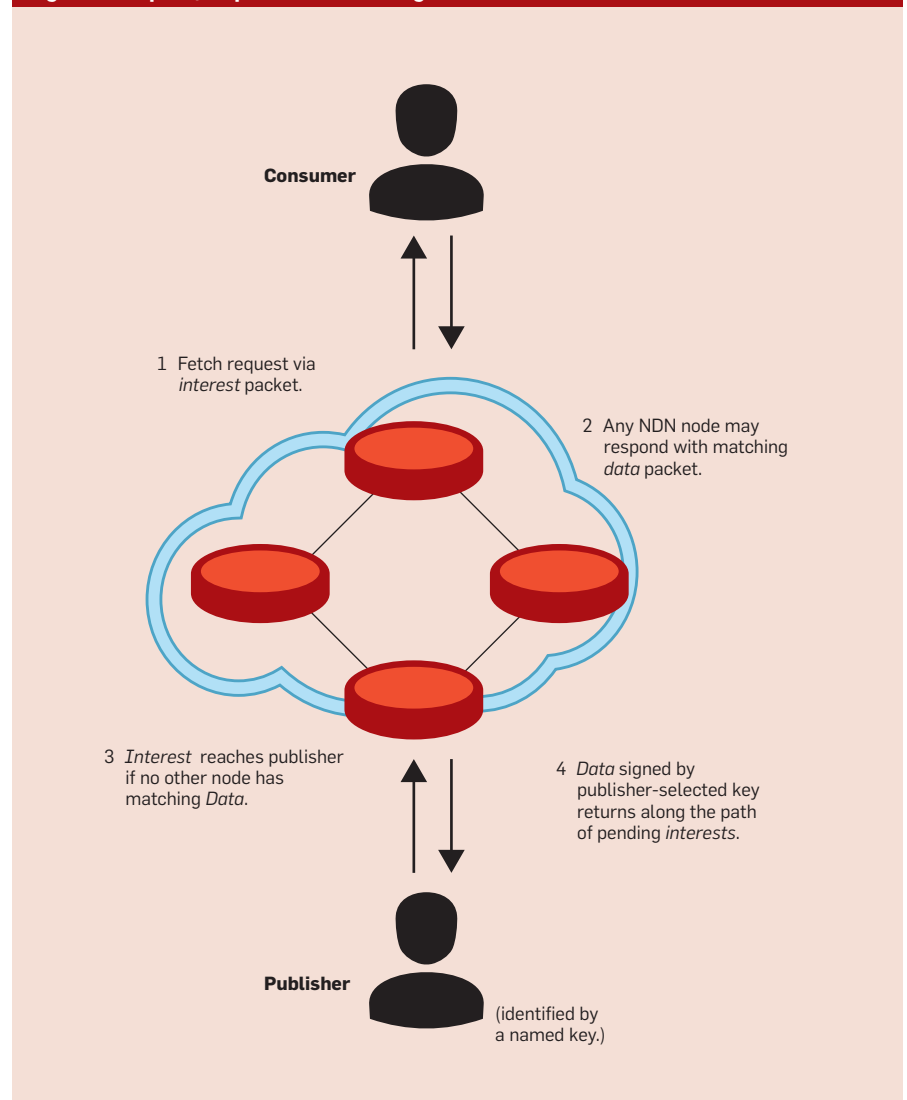 Consumer
1 Fetch request via
interest packet.
2 Any NDN node may
respond with matching
data packet.
3 Interest reaches publisher
if no other node has
matching Data.
4 Data signed by
publisher-selected key
returns along the path
of pending interests.
Publisher
(identified by
a named key.)